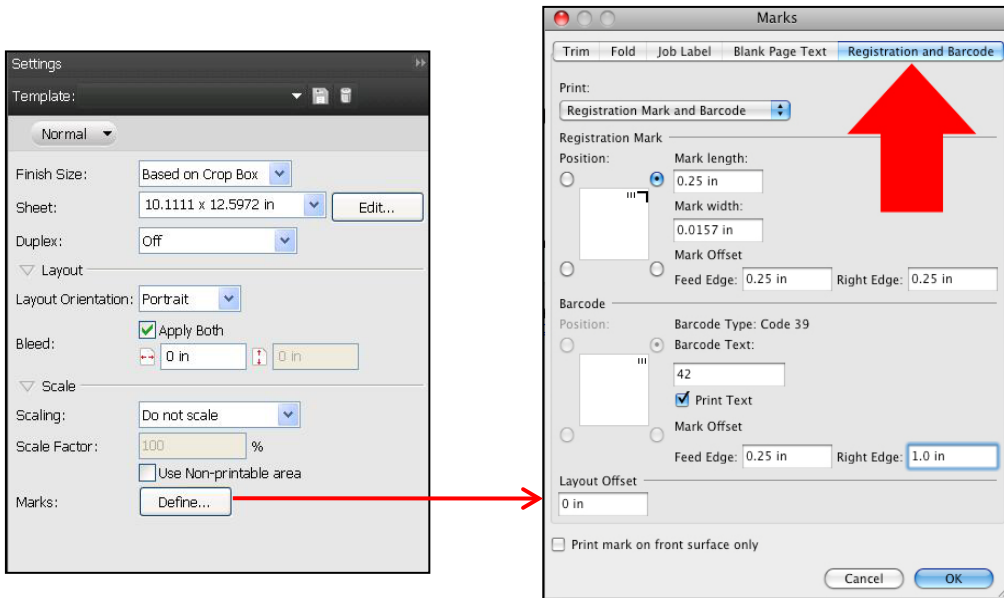 Settings
Template:
Normal
Finish Size: Based on Crop Box
Sheet: 10.1111 x 12.5972 in Edit...
Duplex: Off
Layout
Layout Orientation: Portrait
Apply Both
Bleed: 0 in 0 in
Scale
Scaling: Do not scale
Scale Factor: 100 %
Use Non-printable area
Marks: Define...
Marks
Trim Fold Job Label Blank Page Text Registration and Barcode
Print:
Registration Mark and Barcode
Registration Mark
Position: Mark length:
0.25 in
Mark width:
0.0157 in
Mark Offset
Feed Edge: 0.25 in Right Edge: 0.25 in
Barcode
Position: Barcode Type: Code 39
Barcode Text:
42
Print Text
Mark Offset
Feed Edge: 0.25 in Right Edge: 1.0 in
Layout Offset
0 in
Print mark on front surface only
Cancel OK